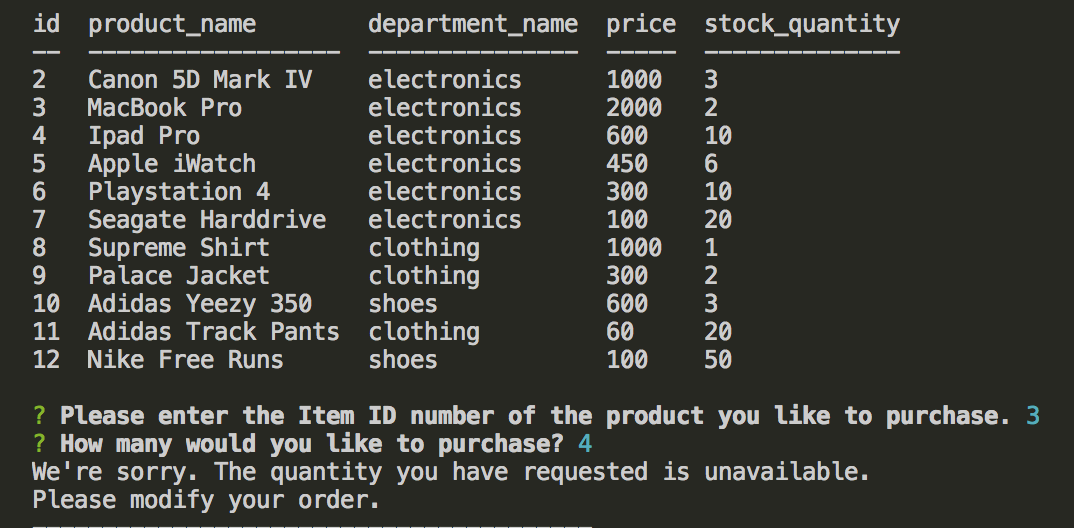 id  product_name        department_name  price  stock_quantity
--  ------------------  ---------------  -----  --------------
2   Canon 5D Mark IV    electronics      1000   3
3   MacBook Pro         electronics      2000   2
4   Ipad Pro            electronics      600    10
5   Apple iWatch        electronics      450    6
6   Playstation 4       electronics      300    10
7   Seagate Harddrive   electronics      100    20
8   Supreme Shirt       clothing         1000   1
9   Palace Jacket       clothing         300    2
10  Adidas Yeezy 350    shoes            600    3
11  Adidas Track Pants  clothing         60     20
12  Nike Free Runs      shoes            100    50
? Please enter the Item ID number of the product you like to purchase. 3
? How many would you like to purchase? 4
We're sorry. The quantity you have requested is unavailable.
Please modify your order.
----------------------------------------